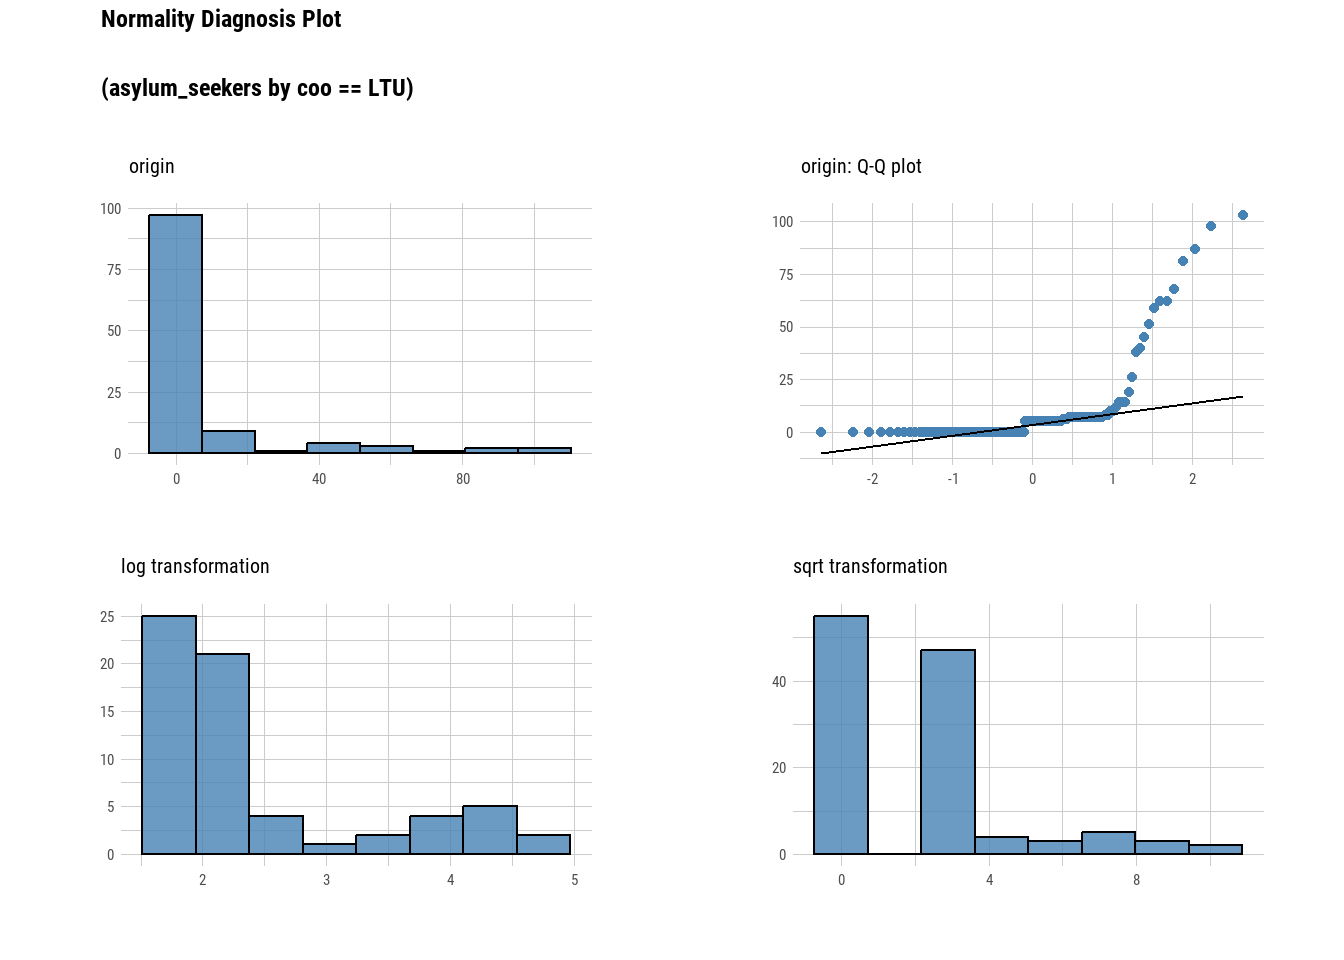 Normality Diagnosis Plot
(asylum_seekers by coo == LTU)
origin
100
75
50
25
0
0 40 80
origin: Q-Q plot
100
75
50
25
0
-2 -1 0 1 2
log transformation
25
20
15
10
5
0
2 3 4 5
sqrt transformation
40
20
0
0 4 8